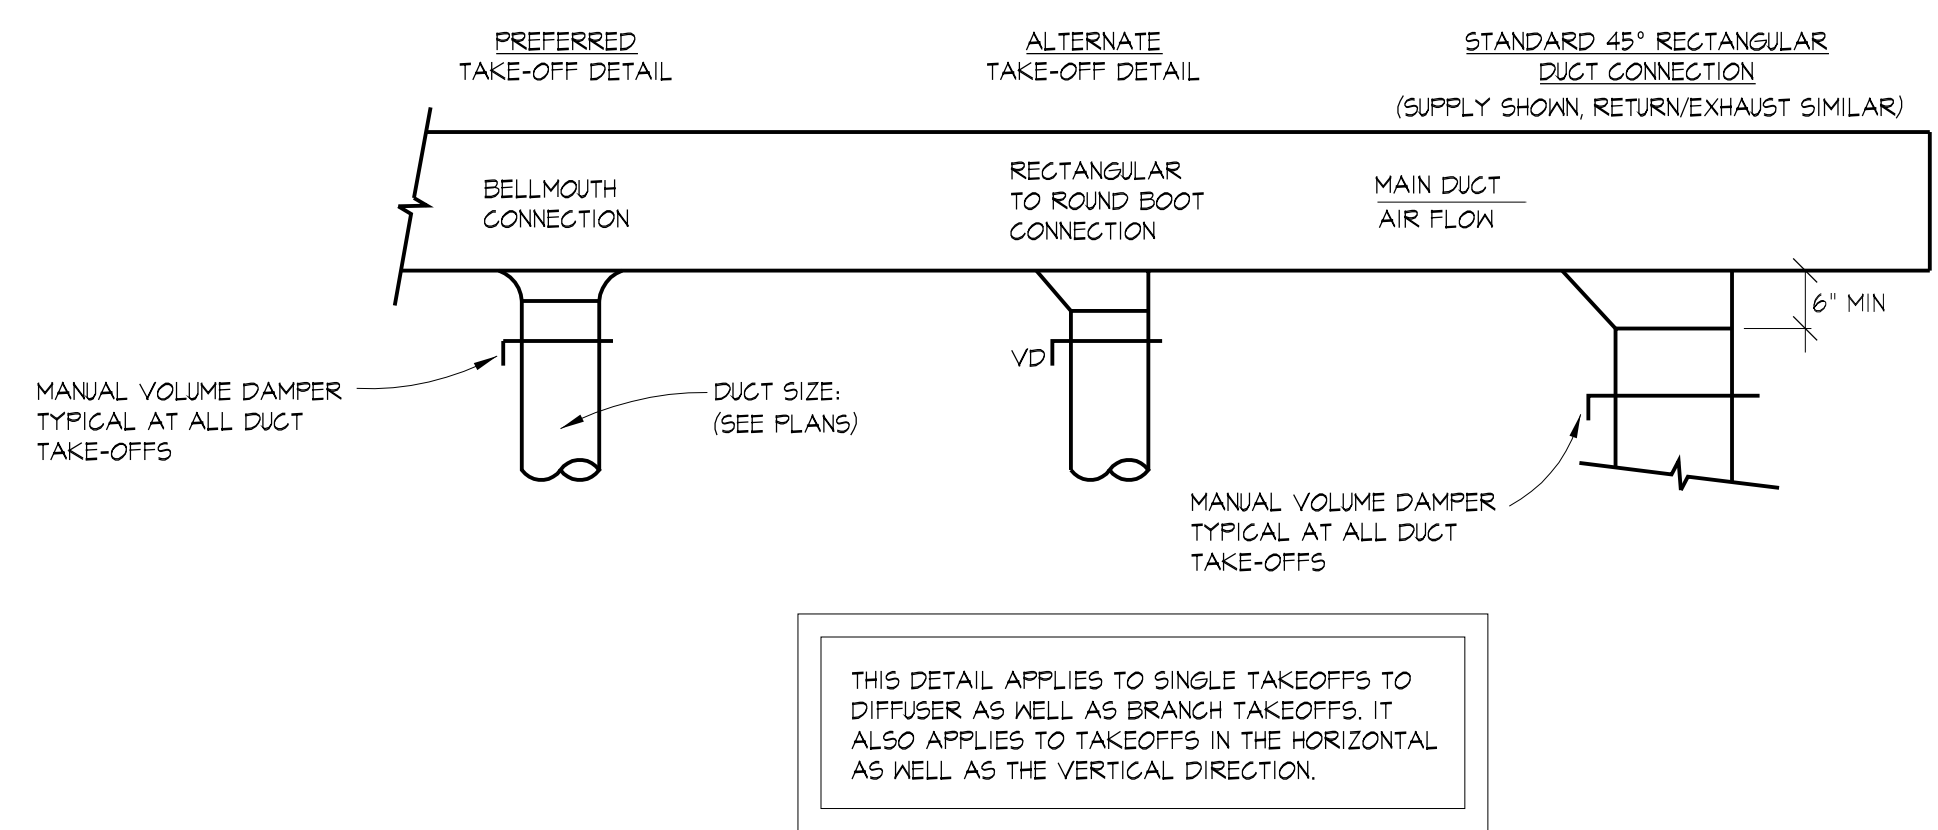 PREFERRED
TAKE-OFF DETAIL
ALTERNATE
TAKE-OFF DETAIL
STANDARD 45° RECTANGULAR
DUCT CONNECTION
(SUPPLY SHOWN, RETURN/EXHAUST SIMILAR)
BELLMOUTH
CONNECTION
RECTANGULAR
TO ROUND BOOT
CONNECTION
MAIN DUCT
AIR FLOW
6" MIN
VD
MANUAL VOLUME DAMPER
TYPICAL AT ALL DUCT
TAKE-OFFS
DUCT SIZE:
(SEE PLANS)
MANUAL VOLUME DAMPER
TYPICAL AT ALL DUCT
TAKE-OFFS
THIS DETAIL APPLIES TO SINGLE TAKEOFFS TO
DIFFUSER AS WELL AS BRANCH TAKEOFFS. IT
ALSO APPLIES TO TAKEOFFS IN THE HORIZONTAL
AS WELL AS THE VERTICAL DIRECTION.